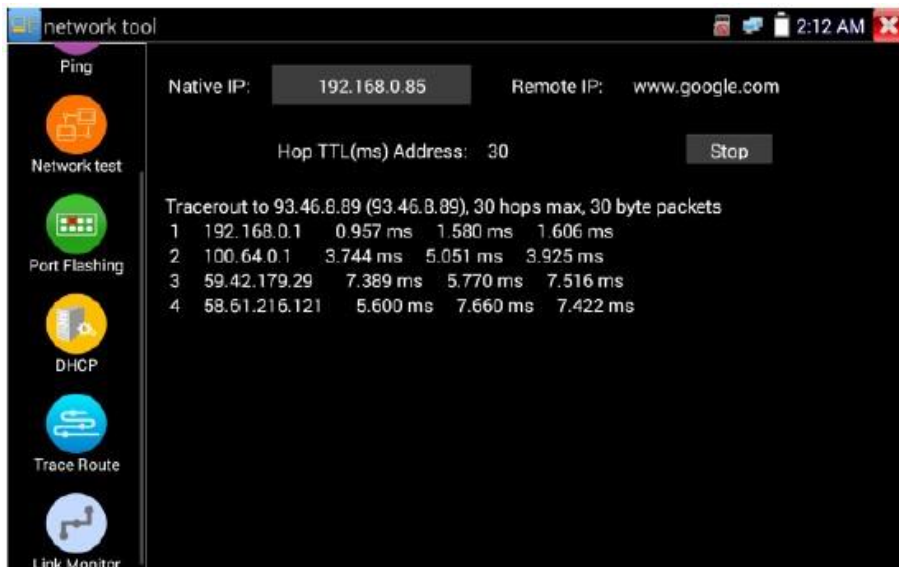 network tool
2:12 AM
Ping
Network test
Port Flashing
DHCP
Trace Route
Link Monitor
Native IP: 192.168.0.85 Remote IP: www.google.com
Hop TTL(ms) Address: 30 Stop
Tracerout to 93.46.8.89 (93.46.8.89), 30 hops max, 30 byte packets
1 192.168.0.1 0.957 ms 1.580 ms 1.606 ms
2 100.64.0.1 3.744 ms 5.051 ms 3.925 ms
3 59.42.179.29 7.389 ms 5.770 ms 7.516 ms
4 58.61.216.121 5.600 ms 7.660 ms 7.422 ms